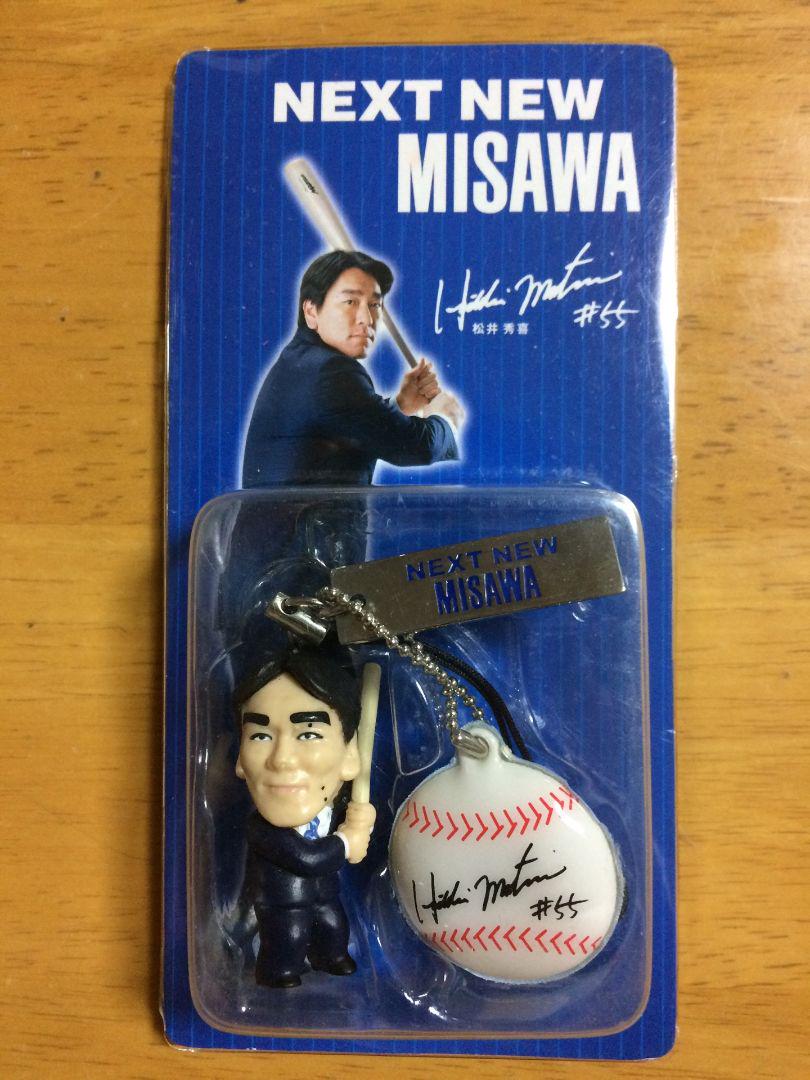 NEXT NEW
MISAWA
Hideki Matsui
松井 秀喜
#55
NEXT NEW
MISAWA
Hideki Matsui
#55